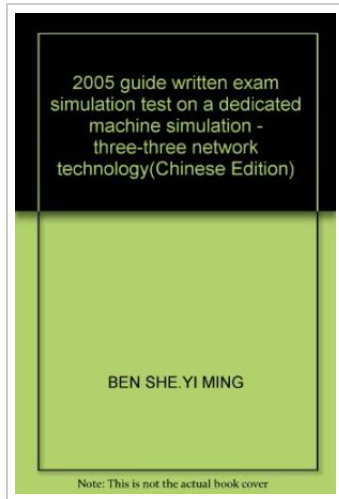 2005 guide written exam
simulation test on a dedicated
machine simulation -
three-three network
technology(Chinese Edition)
BEN SHE.YI MING
Note: This is not the actual book cover